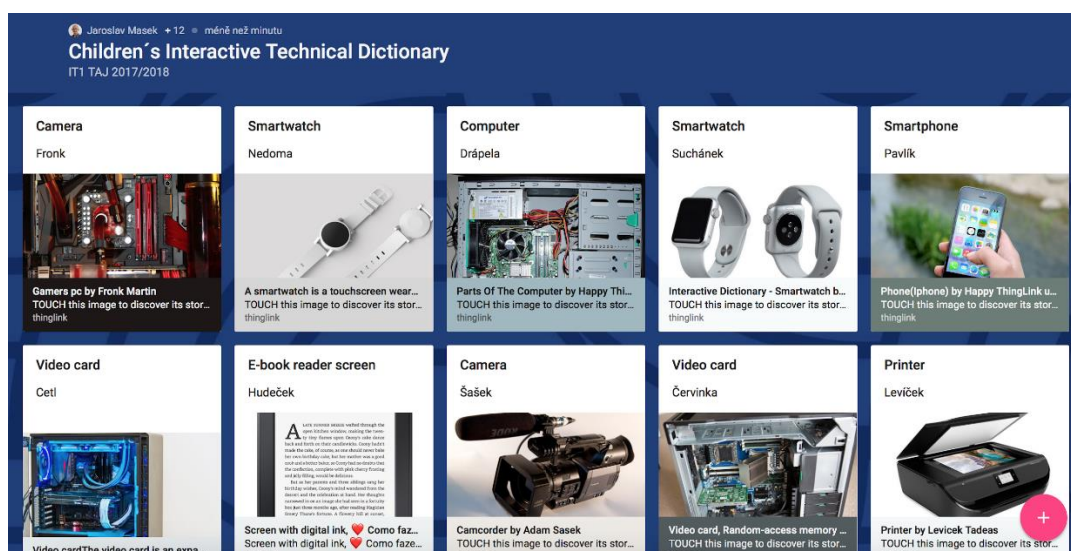 Jaroslav Masek + 12 méně než minutu
Children´s Interactive Technical Dictionary
IT1 TAJ 2017/2018
Camera
Fronk
Gamers pc by Fronk Martin
TOUCH this image to discover its stor...
thinglink
Smartwatch
Nedoma
A smartwatch is a touchscreen wear...
TOUCH this image to discover its stor...
thinglink
Computer
Drápela
Parts Of The Computer by Happy Thi...
TOUCH this image to discover its stor...
thinglink
Smartwatch
Suchánek
Interactive Dictionary - Smartwatch b...
TOUCH this image to discover its stor...
thinglink
Smartphone
Pavlík
Phone(Iphone) by Happy ThingLink u...
TOUCH this image to discover its stor...
thinglink
Video card
Cetl
Video cardThe video card is an expa...
E-book reader screen
Hudeček
Screen with digital ink, ❤️ Como faz...
Screen with digital ink, ❤️ Como faze...
Camera
Šašek
Camcorder by Adam Sasek
TOUCH this image to discover its stor...
Video card
Červinka
Video card, Random-access memory ...
TOUCH this image to discover its stor...
Printer
Levíček
Printer by Levicek Tadeas
TOUCH this image to discover its stor...
+